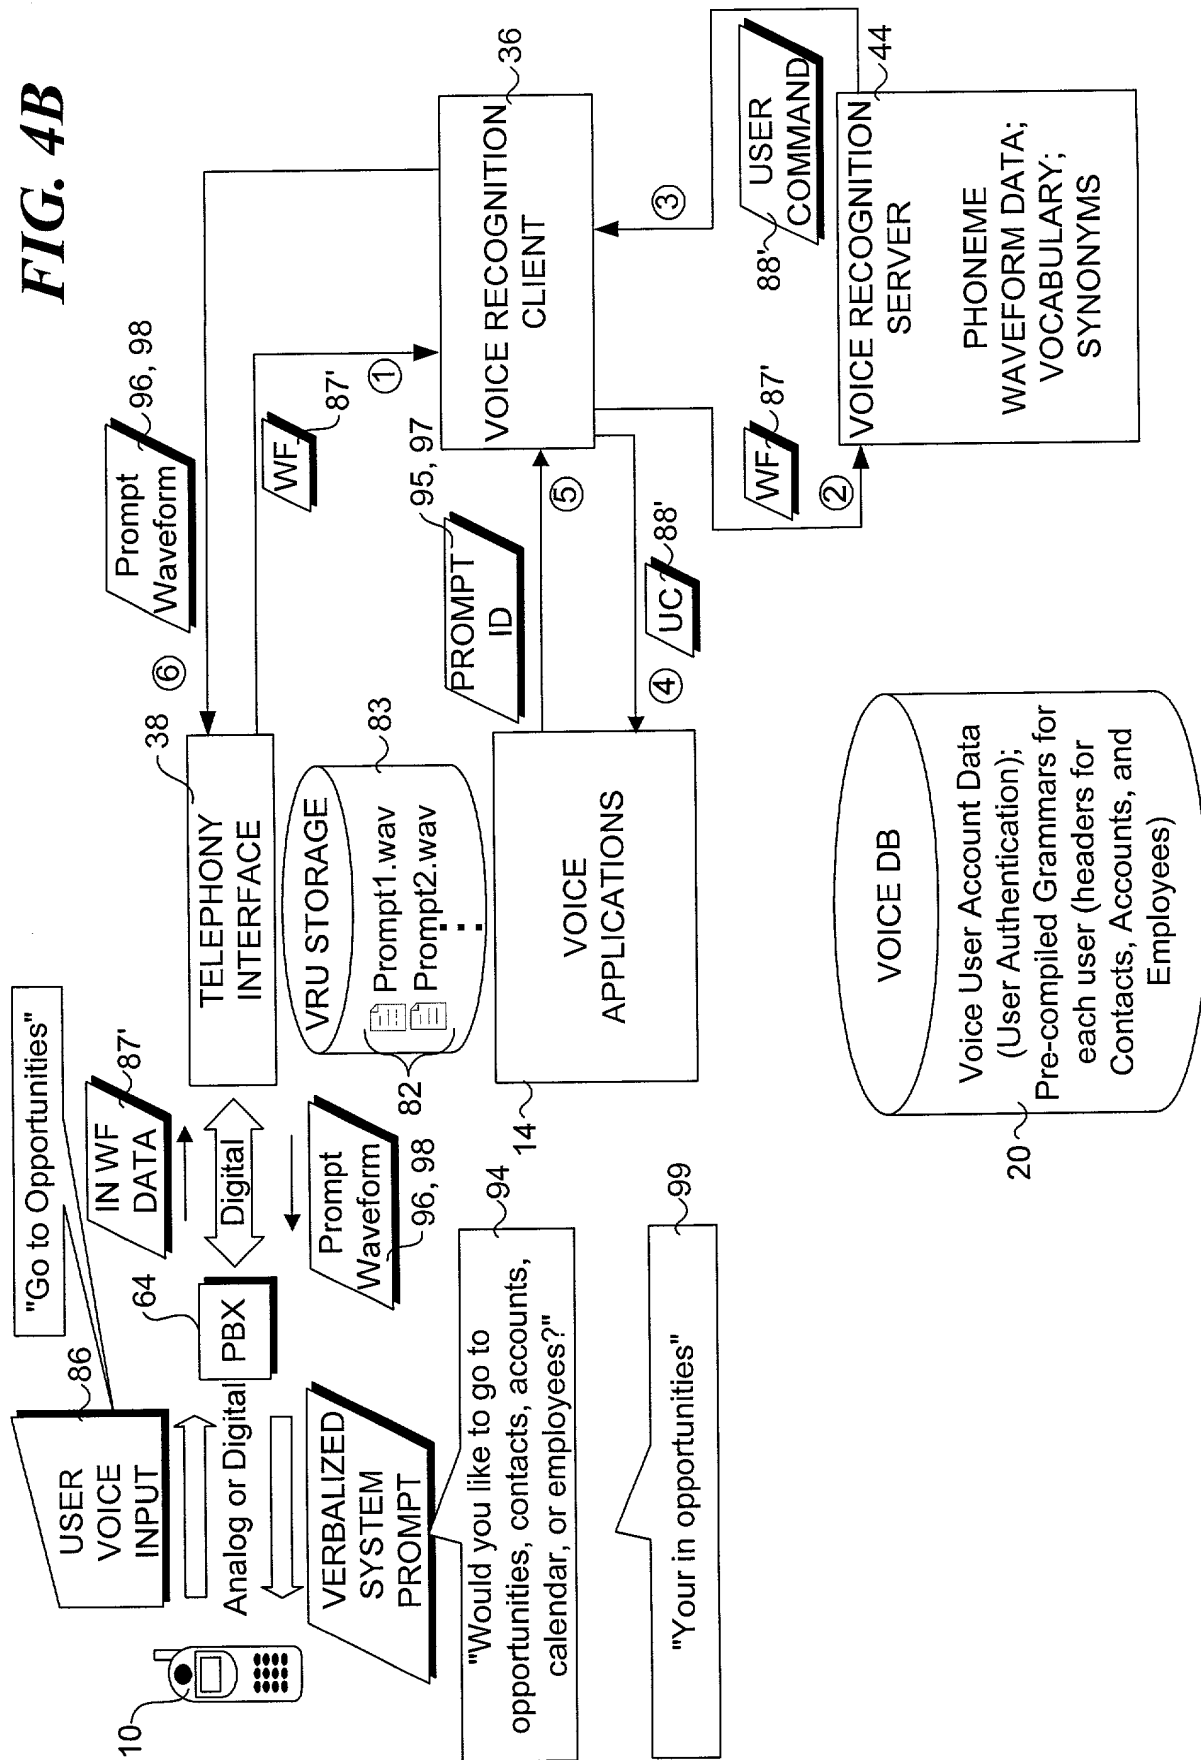 FIG. 4B
"Go to Opportunities"
86
USER
VOICE
INPUT
10
Analog or Digital
64
PBX
IN WF
DATA
87'
Digital
Prompt
Waveform
96, 98
VERBALIZED
SYSTEM
PROMPT
"Would you like to go to
opportunities, contacts, accounts,
calendar, or employees?"
94
"Your in opportunities"
99
38
TELEPHONY
INTERFACE
VRU STORAGE
83
Prompt1.wav
Prompt2.wav
82
14
VOICE
APPLICATIONS
6
Prompt
Waveform
96, 98
WF
87'
1
PROMPT
ID
95, 97
5
4
UC
88'
VOICE RECOGNITION
CLIENT
36
3
88'
USER
COMMAND
WF
87'
2
VOICE RECOGNITION
SERVER
44
PHONEME
WAVEFORM DATA;
VOCABULARY;
SYNONYMS
VOICE DB
Voice User Account Data
(User Authentication);
Pre-compiled Grammars for
each user (headers for
Contacts, Accounts, and
Employees)
20